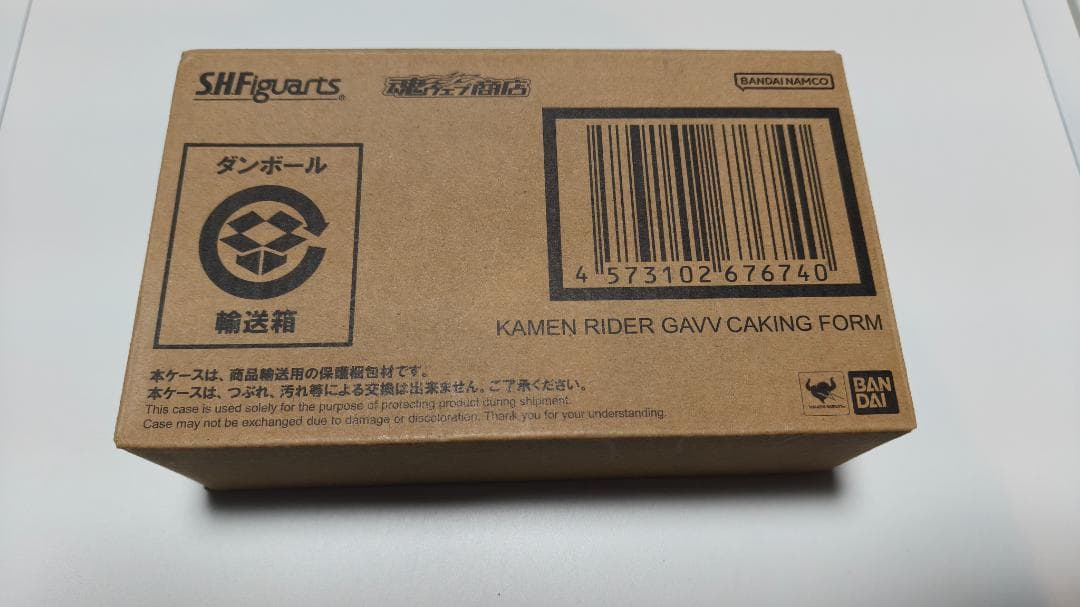 S.H.Figuarts
魂ウェブ商店
BANDAI NAMCO
ダンボール
輸送箱
4 573102 676740
KAMEN RIDER GAVV CAKING FORM
本ケースは、商品輸送用の保護梱包材です。
本ケースは、つぶれ、汚れ等による交換は出来ません。ご了承ください。
This case is used solely for the purpose of protecting product during shipment.
Case may not be exchanged due to damage or discoloration. Thank you for your understanding.
BAN
DAI